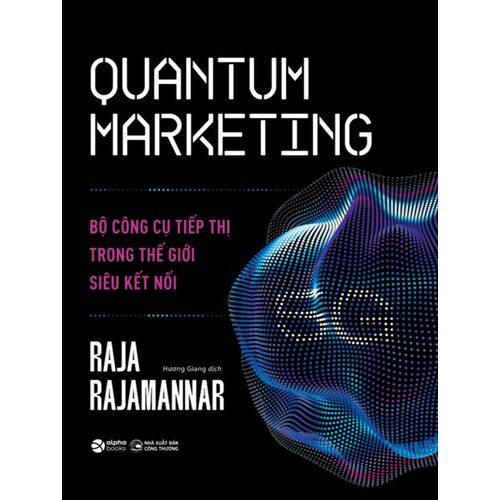 QUANTUM
MARKETING
BỘ CÔNG CỤ TIẾP THỊ
TRONG THẾ GIỚI
SIÊU KẾT NỐI
5G
RAJA
Hương Giang dịch
RAJAMANNAR
alpha
books
NHÀ XUẤT BẢN
CÔNG THƯƠNG